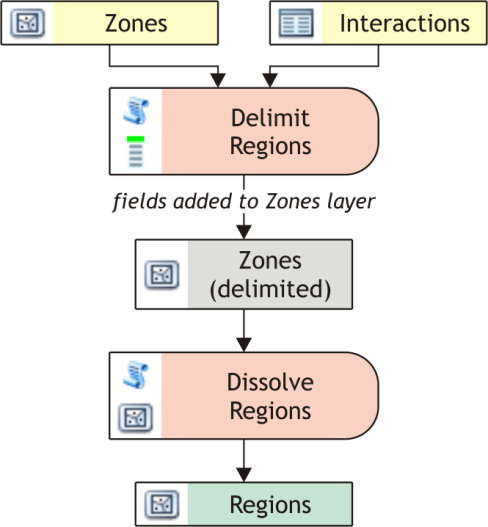 Zones
Interactions
Delimit
Regions
fields added to Zones layer
Zones
(delimited)
Dissolve
Regions
Regions